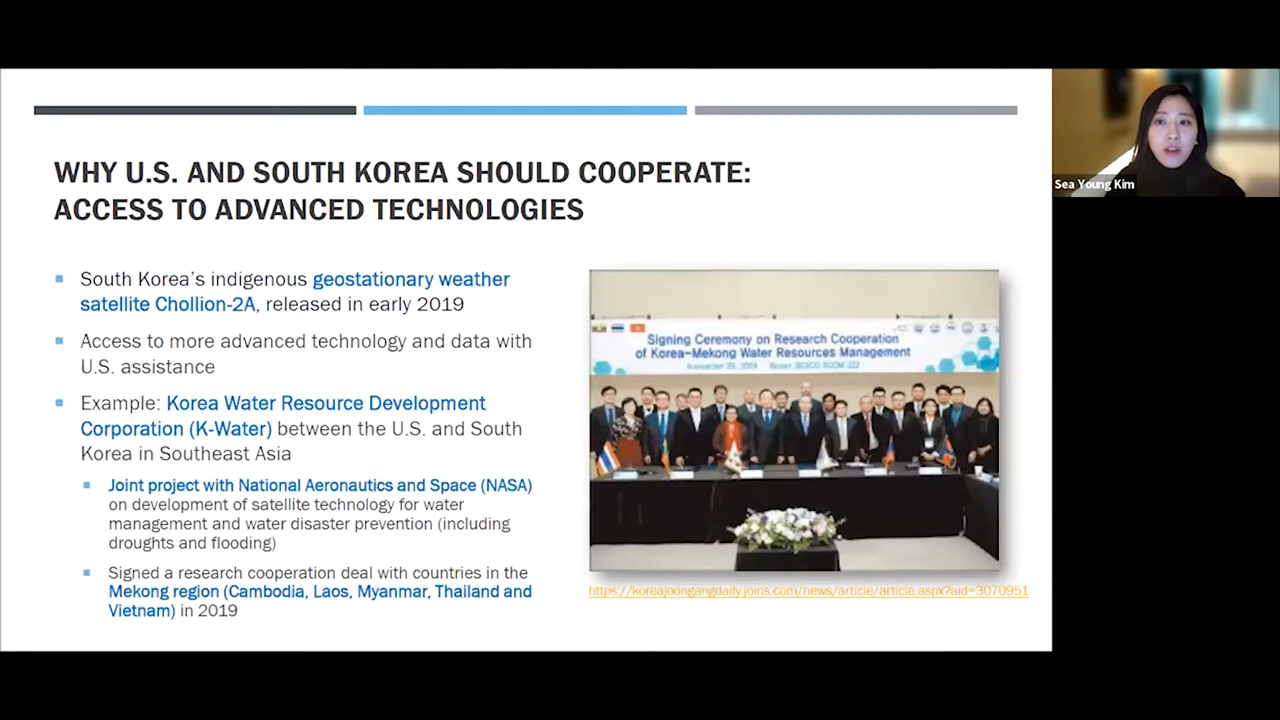 WHY U.S. AND SOUTH KOREA SHOULD COOPERATE:
ACCESS TO ADVANCED TECHNOLOGIES
South Korea's indigenous geostationary weather
satellite Chollion-2A, released in early 2019
Access to more advanced technology and data with
U.S. assistance
Example: Korea Water Resource Development
Corporation (K-Water) between the U.S. and South
Korea in Southeast Asia
Joint project with National Aeronautics and Space (NASA)
on development of satellite technology for water
management and water disaster prevention (including
droughts and flooding)
Signed a research cooperation deal with countries in the
Mekong region (Cambodia, Laos, Myanmar, Thailand and
Vietnam) in 2019
Signing Ceremony on Research Cooperation
of Korea-Mekong Water Resources Management
2019
https://koreajoongangdaily.joins.com/news/article/article.aspx?aid=3070951
Sea Young Kim